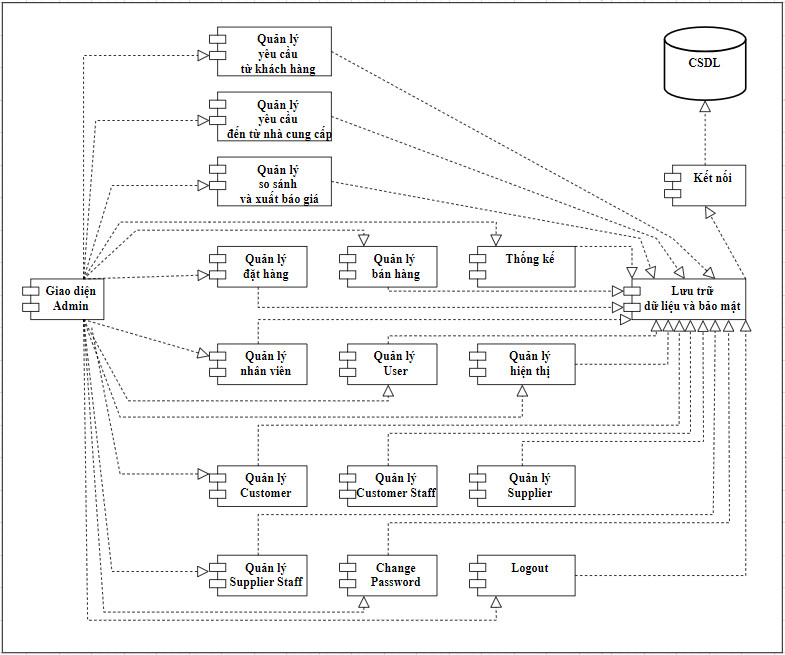 Quản lý
yêu cầu
từ khách hàng
CSDL
Quản lý
yêu cầu
đến từ nhà cung cấp
Quản lý
so sánh
và xuất báo giá
Kết nối
Quản lý
đặt hàng
Quản lý
bán hàng
Thống kế
Giao diện
Admin
Lưu trữ
dữ liệu và bảo mật
Quản lý
nhân viên
Quản lý
User
Quản lý
hiện thị
Quản lý
Customer
Quản lý
Customer Staff
Quản lý
Supplier
Quản lý
Supplier Staff
Change
Password
Logout